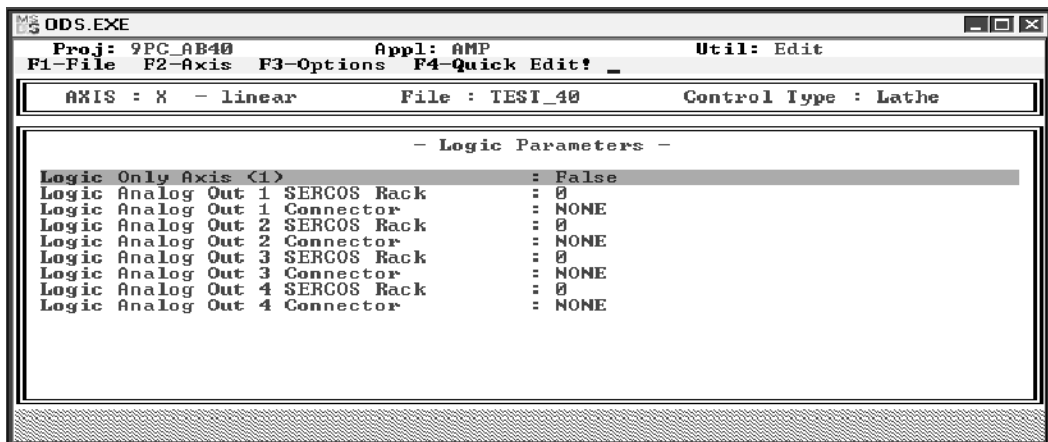 ODS.EXE
Proj: 9PC_AB40 Appl: AMP Util: Edit
F1-File F2-Axis F3-Options F4-Quick Edit! _
AXIS : X - linear File : TEST_40 Control Type : Lathe
- Logic Parameters -
Logic Only Axis <1> : False
Logic Analog Out 1 SERCOS Rack : 0
Logic Analog Out 1 Connector : NONE
Logic Analog Out 2 SERCOS Rack : 0
Logic Analog Out 2 Connector : NONE
Logic Analog Out 3 SERCOS Rack : 0
Logic Analog Out 3 Connector : NONE
Logic Analog Out 4 SERCOS Rack : 0
Logic Analog Out 4 Connector : NONE